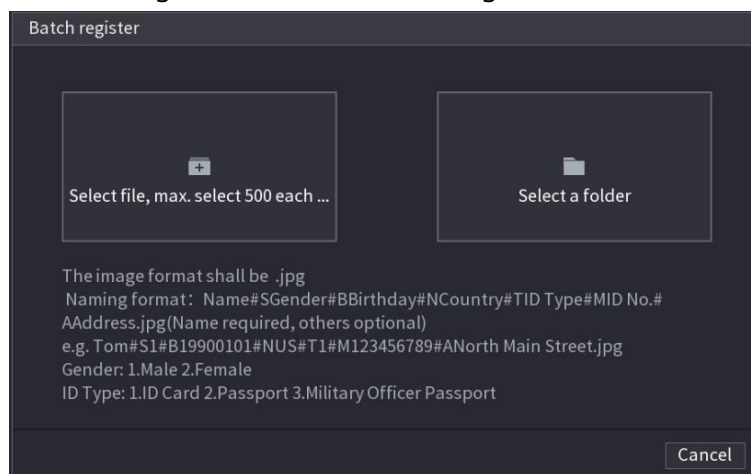 Batch register
Select file, max. select 500 each ...
Select a folder
The image format shall be .jpg
Naming format: Name#SGender#BBirthday#NCountry#TID Type#MID No.#
AAddress.jpg(Name required, others optional)
e.g. Tom#S1#B19900101#NUS#T1#M123456789#ANorth Main Street.jpg
Gender: 1.Male 2.Female
ID Type: 1.ID Card 2.Passport 3.Military Officer Passport
Cancel